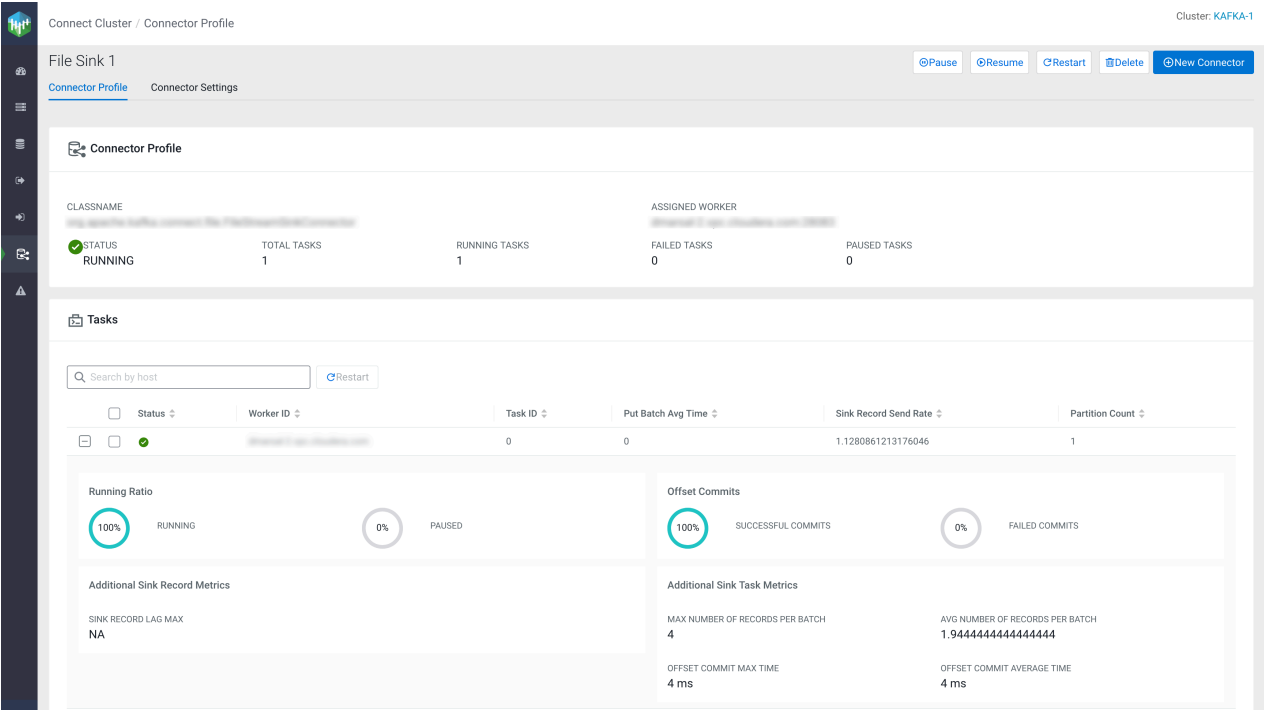 Connect Cluster / Connector Profile
Cluster: KAFKA-1
File Sink 1
Pause
Resume
Restart
Delete
New Connector
Connector Profile
Connector Settings
Connector Profile
CLASSNAME
ASSIGNED WORKER
STATUS
RUNNING
TOTAL TASKS
1
RUNNING TASKS
1
FAILED TASKS
0
PAUSED TASKS
0
Tasks
Search by host
Restart
Status
Worker ID
Task ID
Put Batch Avg Time
Sink Record Send Rate
Partition Count
0
0
1.1280861213176046
1
Running Ratio
100%
RUNNING
0%
PAUSED
Offset Commits
100%
SUCCESSFUL COMMITS
0%
FAILED COMMITS
Additional Sink Record Metrics
SINK RECORD LAG MAX
NA
Additional Sink Task Metrics
MAX NUMBER OF RECORDS PER BATCH
4
AVG NUMBER OF RECORDS PER BATCH
1.9444444444444444
OFFSET COMMIT MAX TIME
4 ms
OFFSET COMMIT AVERAGE TIME
4 ms